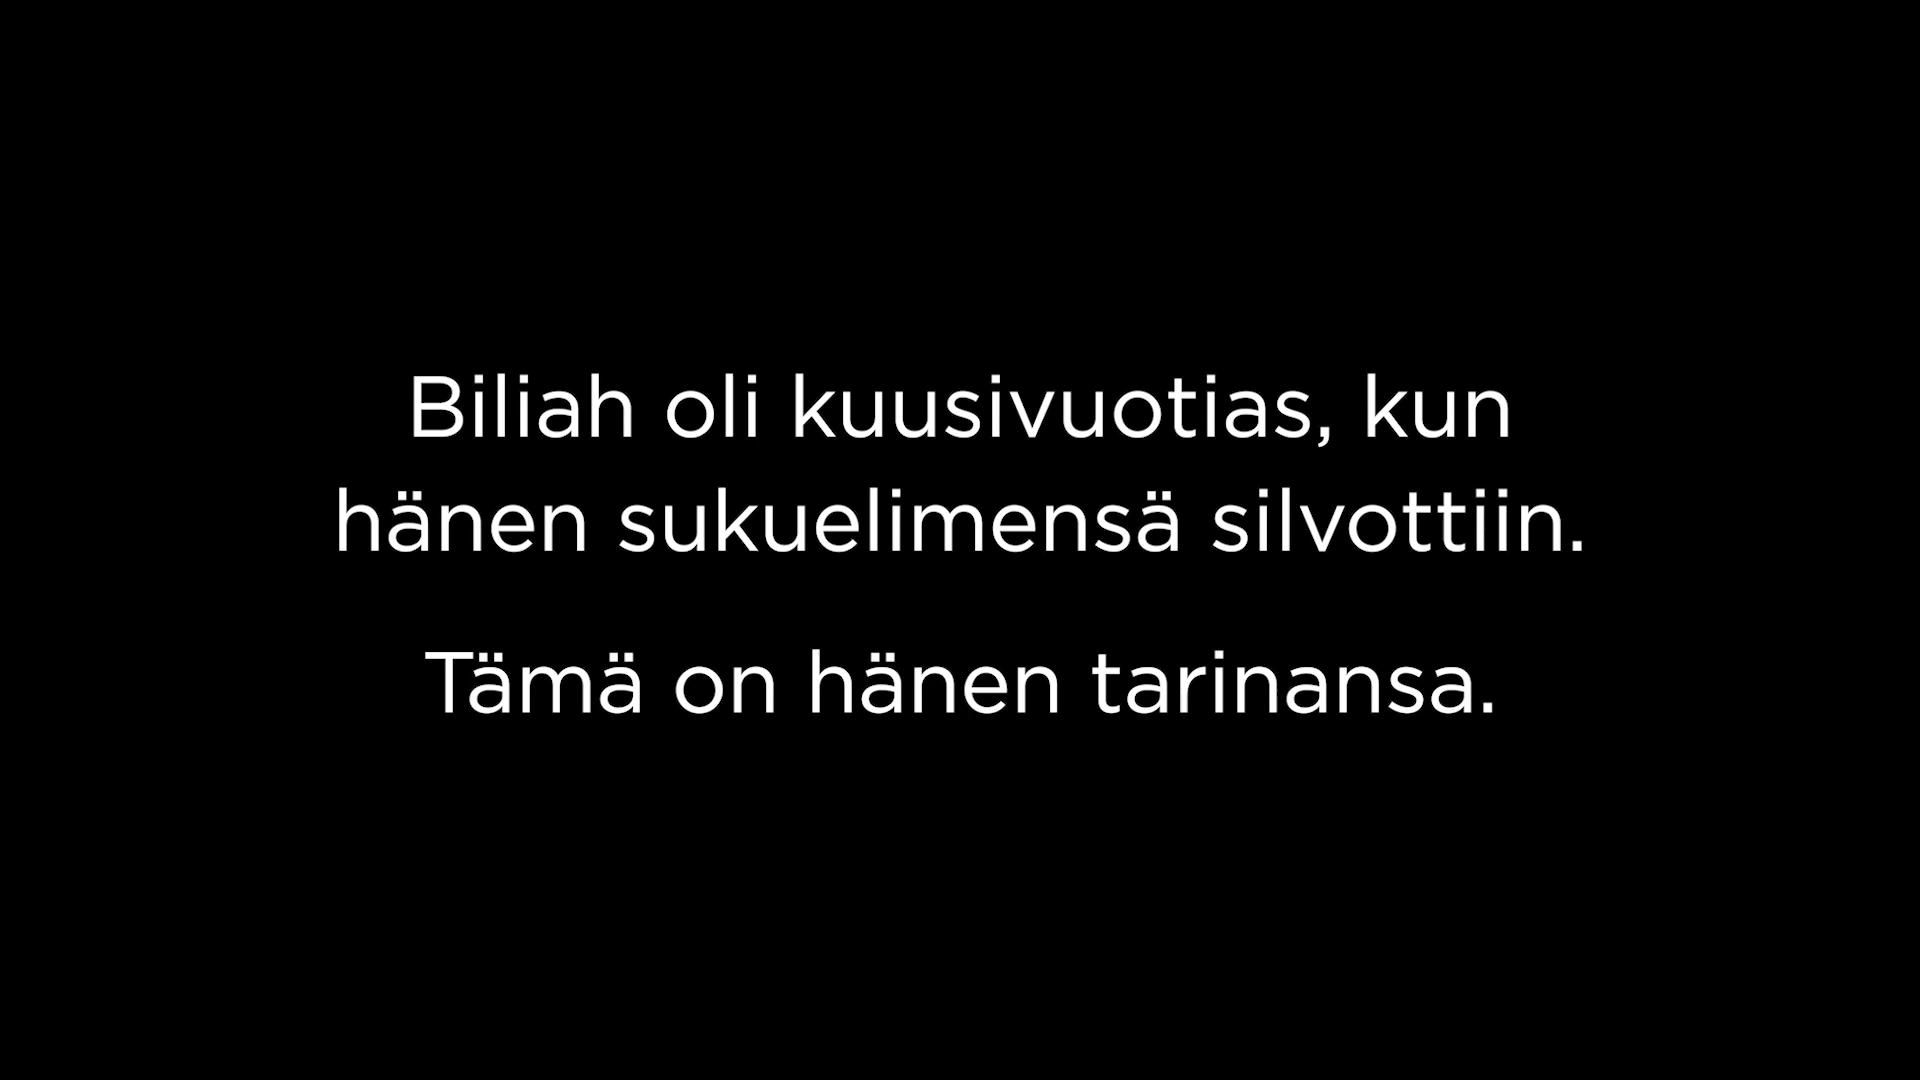 Biliah oli kuusivuotias, kun
hänen sukuelimensä silvottiin.
Tämä on hänen tarinansa.